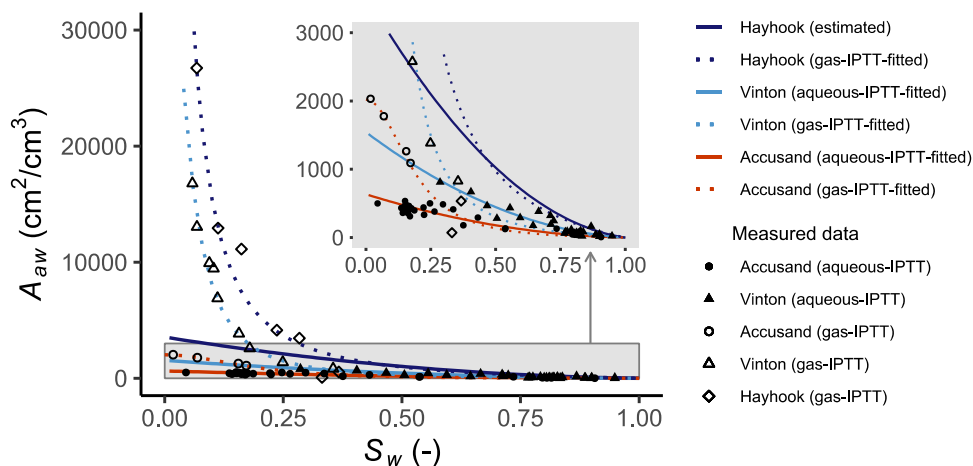 30000
20000
10000
0
A_aw (cm²/cm³)
0.00 0.25 0.50 0.75 1.00
S_w (-)
3000
2000
1000
0
0.00 0.25 0.50 0.75 1.00
Hayhook (estimated)
Hayhook (gas-IPTT-fitted)
Vinton (aqueous-IPTT-fitted)
Vinton (gas-IPTT-fitted)
Accusand (aqueous-IPTT-fitted)
Accusand (gas-IPTT-fitted)
Measured data
Accusand (aqueous-IPTT)
Vinton (aqueous-IPTT)
Accusand (gas-IPTT)
Vinton (gas-IPTT)
Hayhook (gas-IPTT)